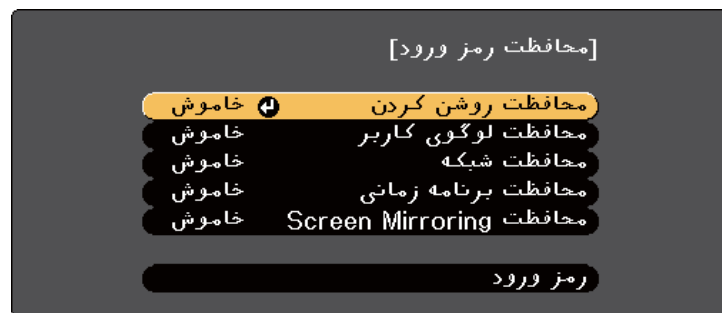 [محافظت رمز ورود]
محافظت روشن کردن خاموش
محافظت لوگوی کاربر خاموش
محافظت شبکه خاموش
محافظت برنامه زمانی خاموش
محافظت Screen Mirroring خاموش
رمز ورود